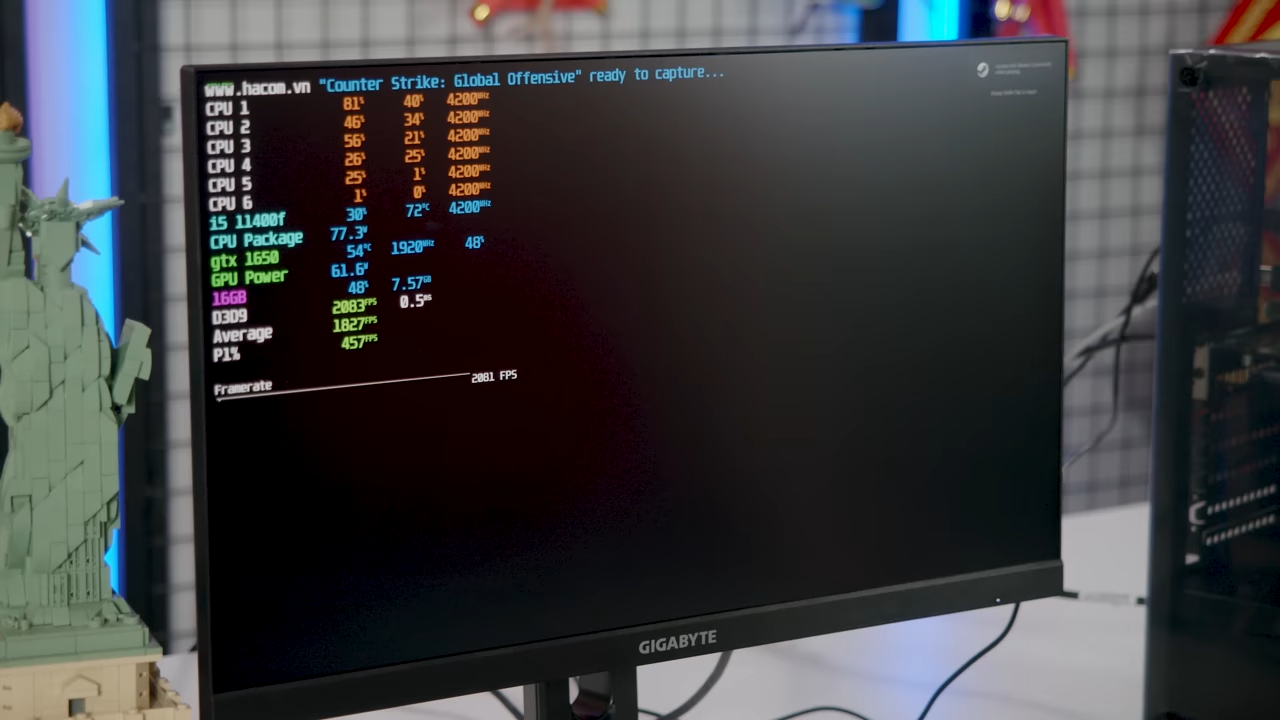 www.hacom.vn "Counter Strike: Global Offensive" ready to capture...
CPU 1 81% 40% 4200MHz
CPU 2 46% 34% 4200MHz
CPU 3 56% 21% 4200MHz
CPU 4 26% 25% 4200MHz
CPU 5 25% 1% 4200MHz
CPU 6 1% 0% 4200MHz
i5 11400f 30% 72°C 4200MHz
CPU Package 77.3W
gtx 1650 54°C 1920MHz 48%
GPU Power 61.6W
16GB 48% 7.57GB
D3D9 2083FPS 0.5ms
Average 1827FPS
P1% 457FPS
Framerate 2081 FPS
GIGABYTE